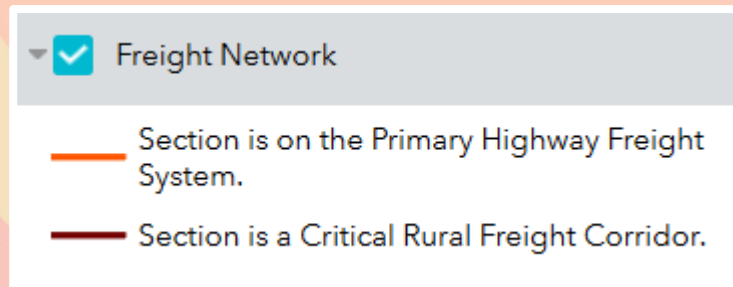 Freight Network
Section is on the Primary Highway Freight
System.
Section is a Critical Rural Freight Corridor.